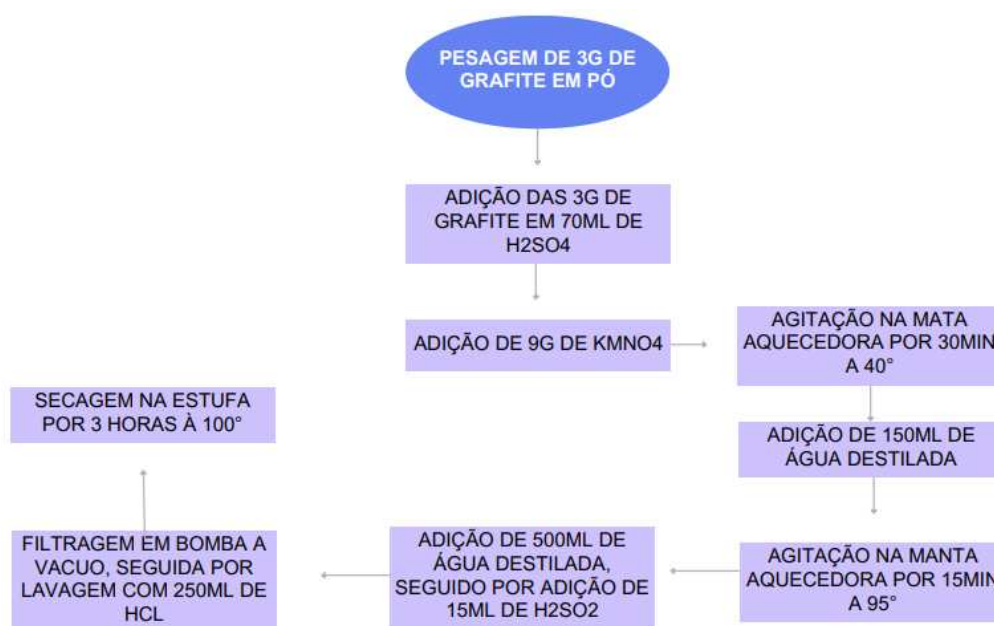 PESAGEM DE 3G DE
GRAFITE EM PÓ
ADIÇÃO DAS 3G DE
GRAFITE EM 70ML DE
H2SO4
ADIÇÃO DE 9G DE KMNO4
AGITAÇÃO NA MATA
AQUECEDORA POR 30MIN
A 40°
ADIÇÃO DE 150ML DE
ÁGUA DESTILADA
AGITAÇÃO NA MANTA
AQUECEDORA POR 15MIN
A 95°
ADIÇÃO DE 500ML DE
ÁGUA DESTILADA,
SEGUIDO POR ADIÇÃO DE
15ML DE H2SO2
FILTRAGEM EM BOMBA A
VACUO, SEGUIDA POR
LAVAGEM COM 250ML DE
HCL
SECAGEM NA ESTUFA
POR 3 HORAS À 100°